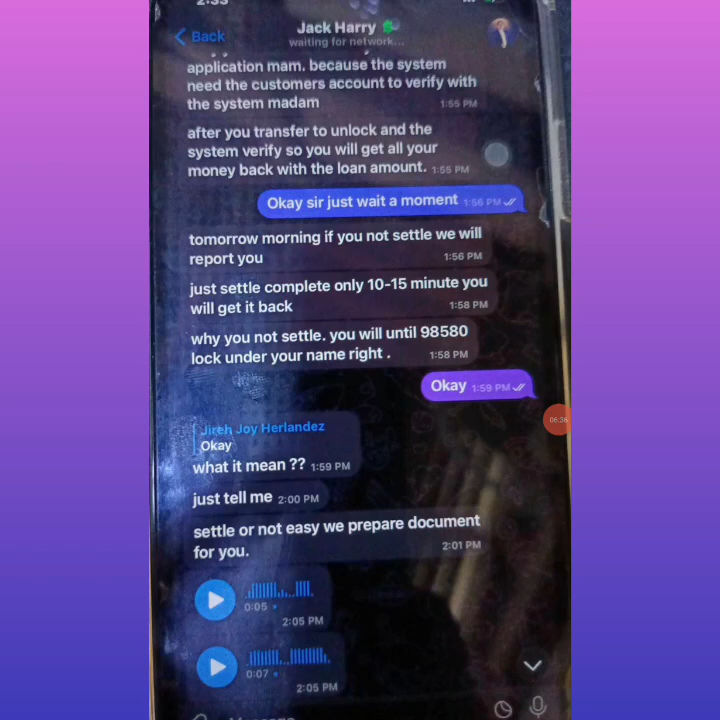 2:33
Back
Jack Harry
waiting for network...
application mam. because the system
need the customers account to verify with
the system madam
1:55 PM
after you transfer to unlock and the
system verify so you will get all your
money back with the loan amount. 1:55 PM
Okay sir just wait a moment 1:56 PM
tomorrow morning if you not settle we will
report you
1:56 PM
just settle complete only 10-15 minute you
will get it back
1:58 PM
why you not settle. you will until 98580
lock under your name right .
1:58 PM
Okay 1:59 PM
Jireh Joy Herlandez
Okay
what it mean ?? 1:59 PM
just tell me 2:00 PM
settle or not easy we prepare document
for you.
2:01 PM
0:05
2:05 PM
0:07
2:05 PM
06:36